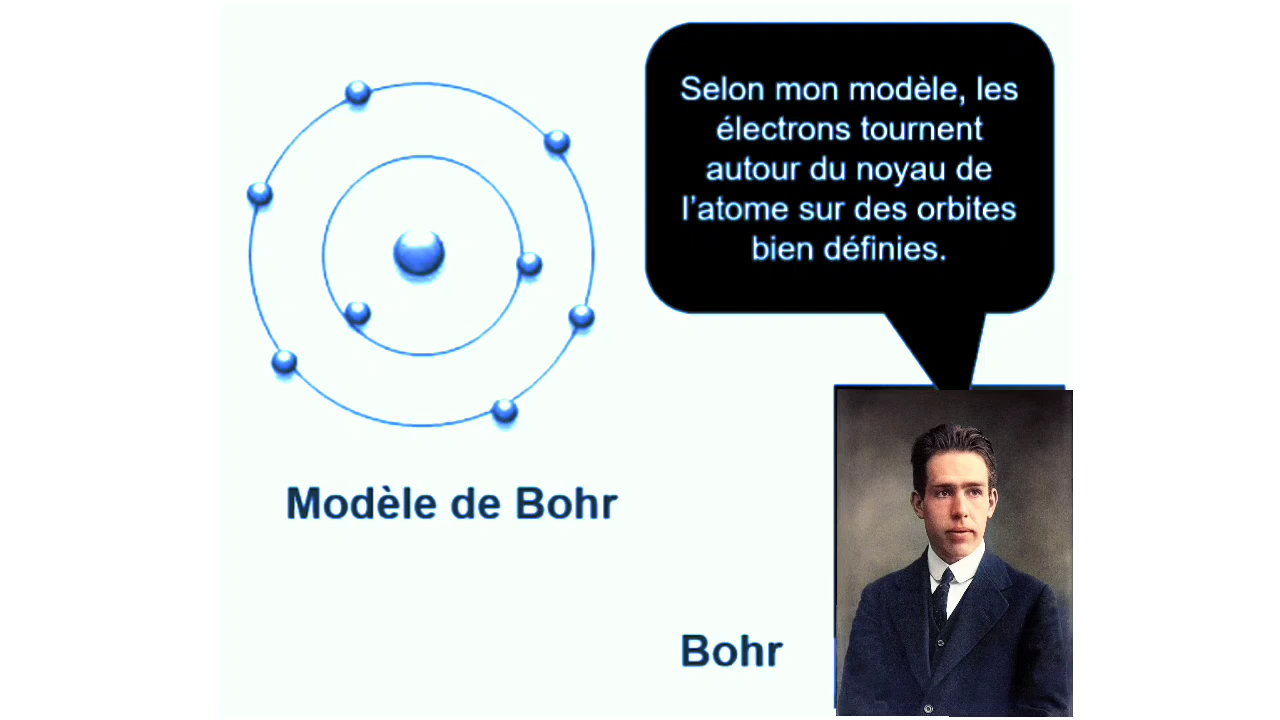 Selon mon modèle, les
électrons tournent
autour du noyau de
l'atome sur des orbites
bien définies.
Modèle de Bohr
Bohr